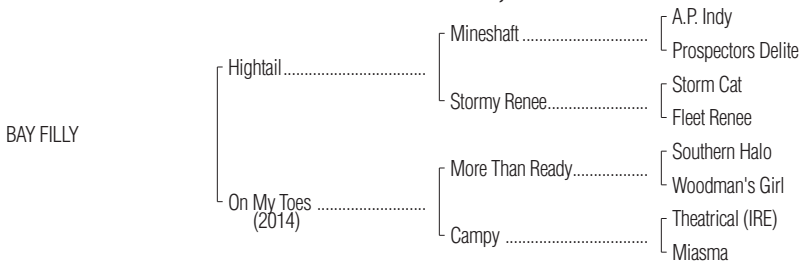 A.P. Indy
Mineshaft ..............................
Prospectors Delite
Hightail..................................
Storm Cat
Stormy Renee........................
Fleet Renee
BAY FILLY
Southern Halo
More Than Ready..................
Woodman's Girl
On My Toes ..........................
(2014)
Theatrical (IRE)
Campy ..................................
Miasma